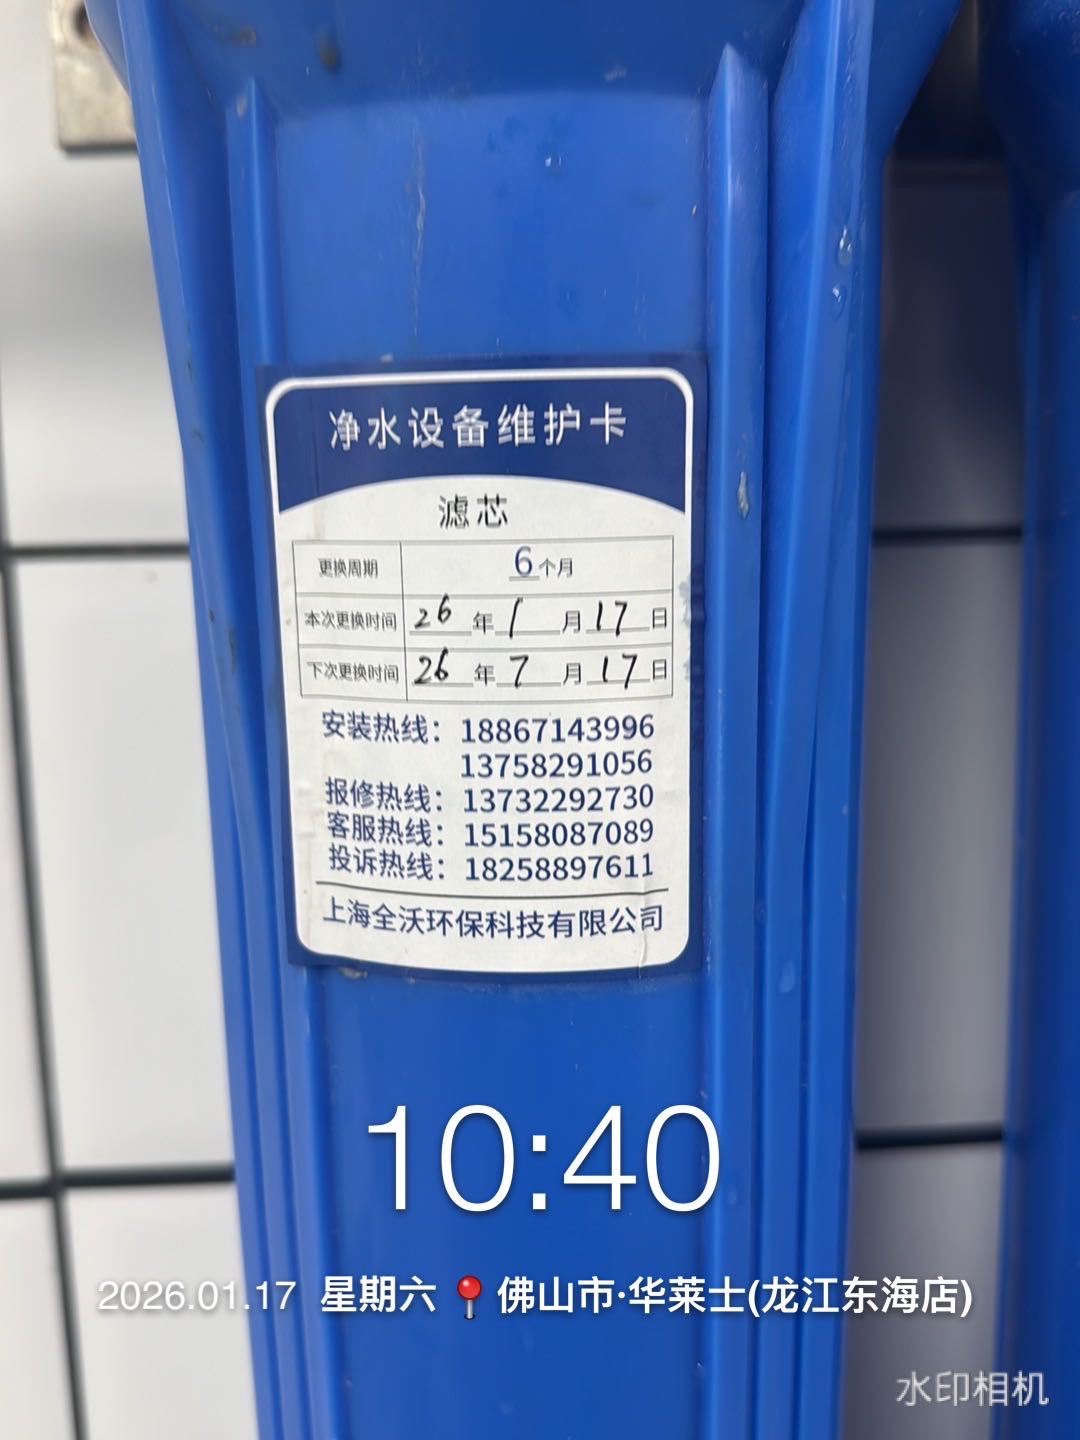 净水设备维护卡
滤芯
更换周期 6个月
本次更换时间 26年1月17日
下次更换时间 26年7月17日
安装热线：18867143996
13758291056
报修热线：13732292730
客服热线：15158087089
投诉热线：18258897611
上海全沃环保科技有限公司
10:40
2026.01.17 星期六 📍佛山市·华莱士(龙江东海店)
水印相机